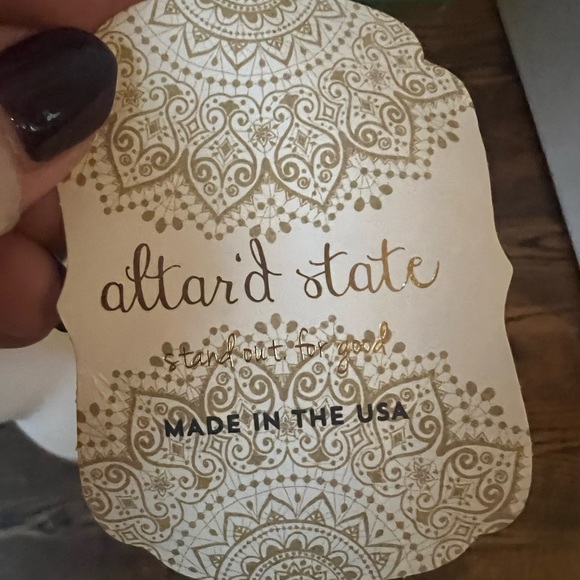 altar'd state
stand out for good
MADE IN THE USA